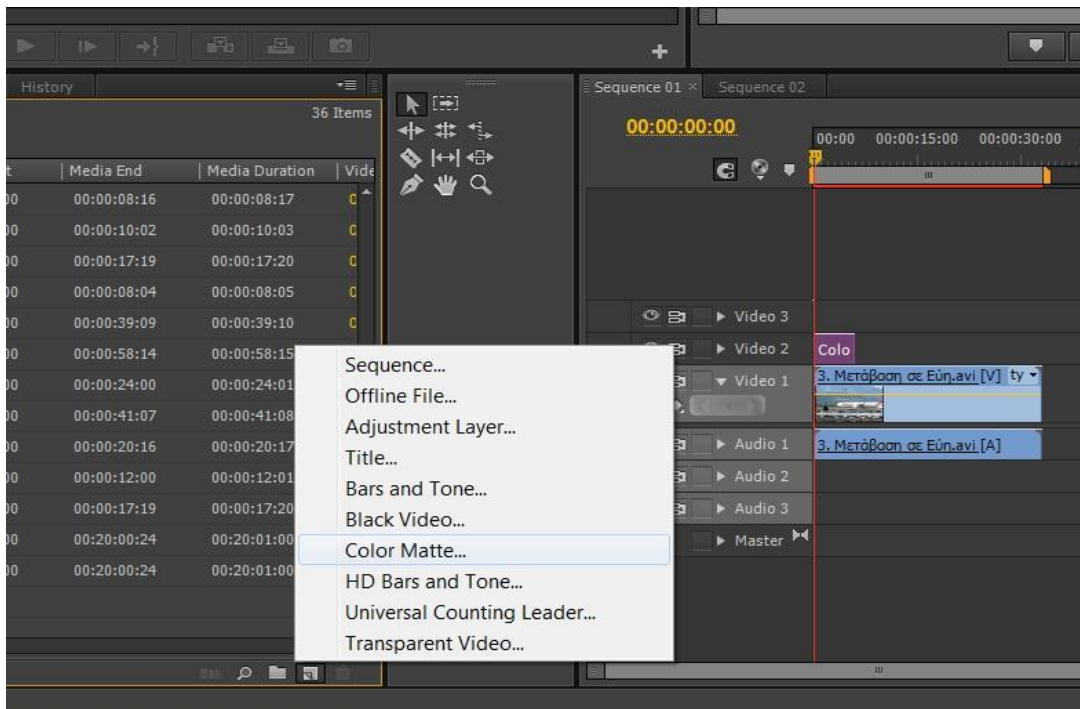 History
36 Items
Media End
Media Duration
00:00:08:16 00:00:08:17
00:00:10:02 00:00:10:03
00:00:17:19 00:00:17:20
00:00:08:04 00:00:08:05
00:00:39:09 00:00:39:10
00:00:58:14 00:00:58:15
00:00:24:00 00:00:24:01
00:00:41:07 00:00:41:08
00:00:20:16 00:00:20:17
00:00:12:00 00:00:12:01
00:00:17:19 00:00:17:20
00:20:00:24 00:20:01:00
00:20:00:24 00:20:01:00
Sequence...
Offline File...
Adjustment Layer...
Title...
Bars and Tone...
Black Video...
Color Matte...
HD Bars and Tone...
Universal Counting Leader...
Transparent Video...
Sequence 01 Sequence 02
00:00:00:00
00:00 00:00:15:00 00:00:30:00
Video 3
Video 2 Colo
Video 1 3. Μετάβαση σε Εύη.avi [V] ty
Audio 1 3. Μετάβαση σε Εύη.avi [A]
Audio 2
Audio 3
Master